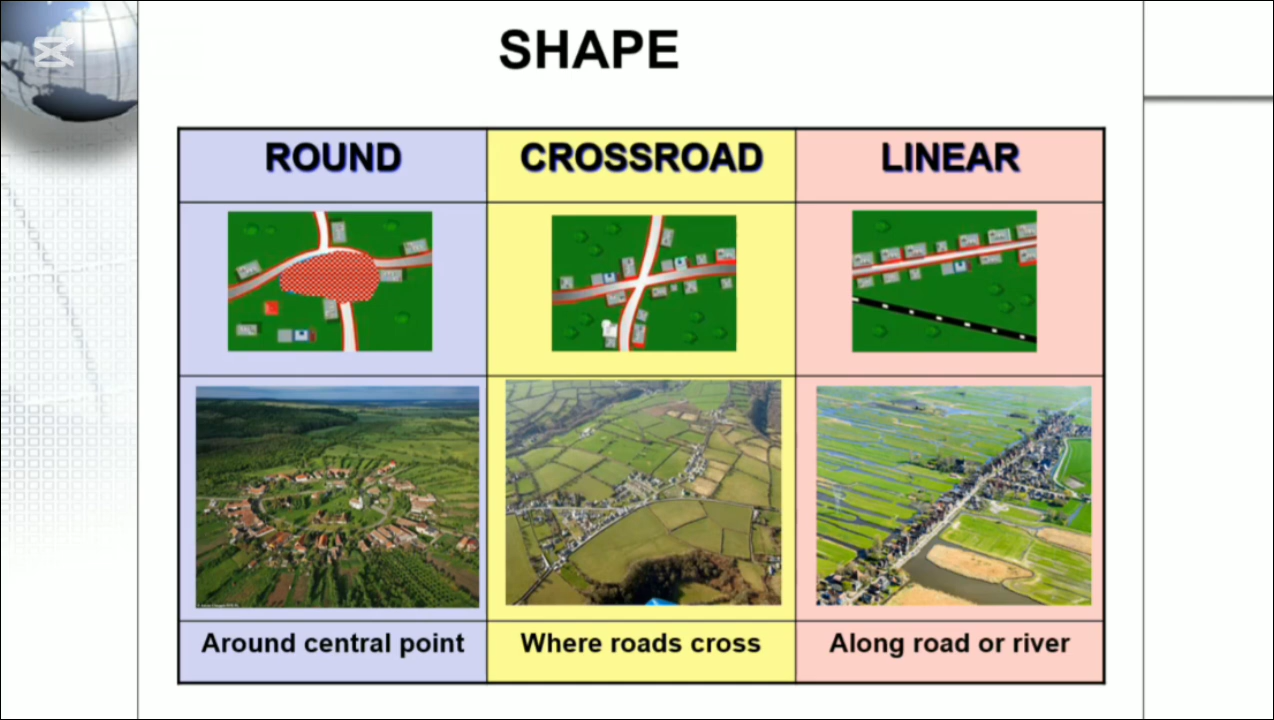 SHAPE
ROUND
CROSSROAD
LINEAR
Around central point
Where roads cross
Along road or river